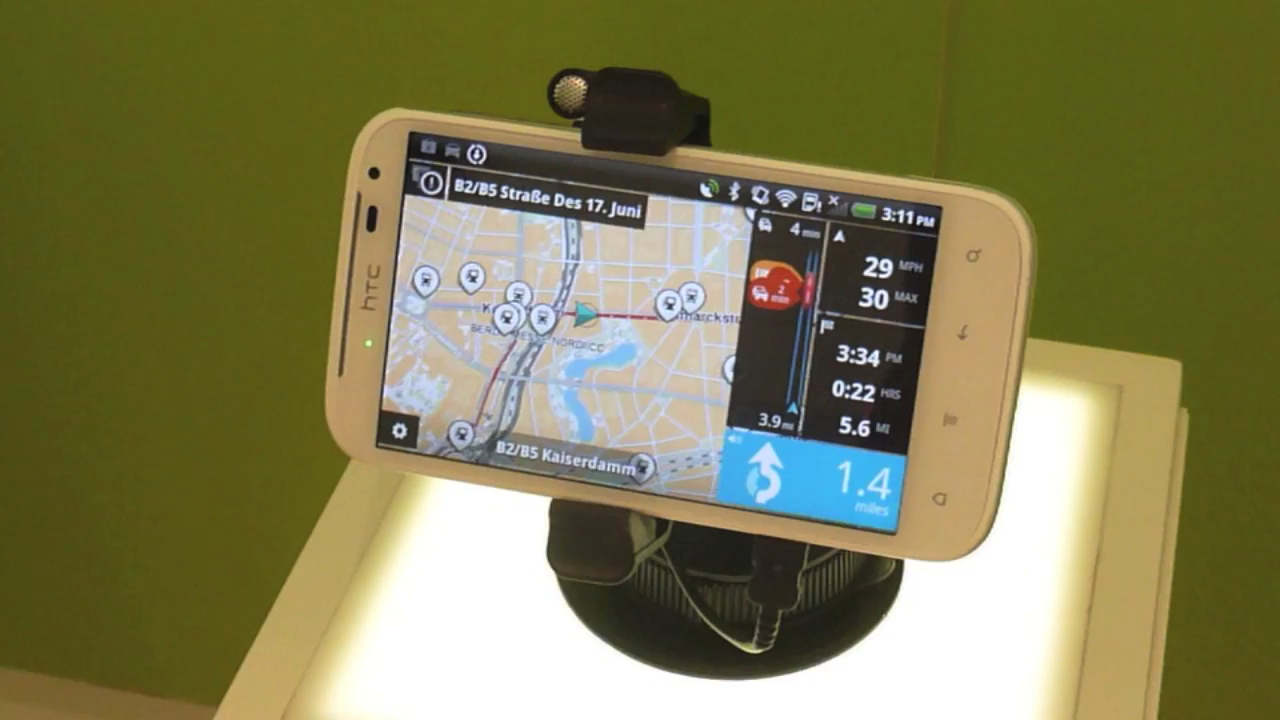 hTC
B2/B5 Straße Des 17. Juni
3:11 PM
4 min
2
min
3.9 mi
29 MPH
30 MAX
3:34 PM
0:22 HRS
5.6 MI
B2/B5 Kaiserdamm
1.4
miles